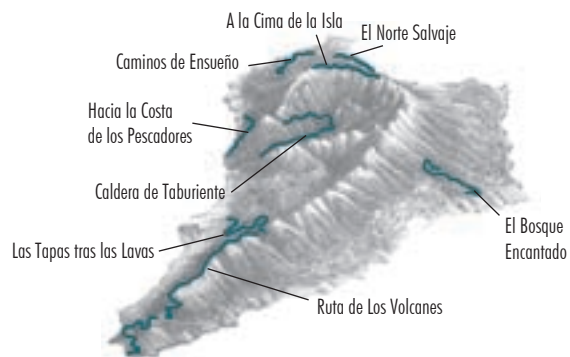 A la Cima de la Isla
El Norte Salvaje
Caminos de Ensueño
Hacia la Costa
de los Pescadores
Caldera de Taburiente
El Bosque
Encantado
Las Tapas tras las Lavas
Ruta de Los Volcanes